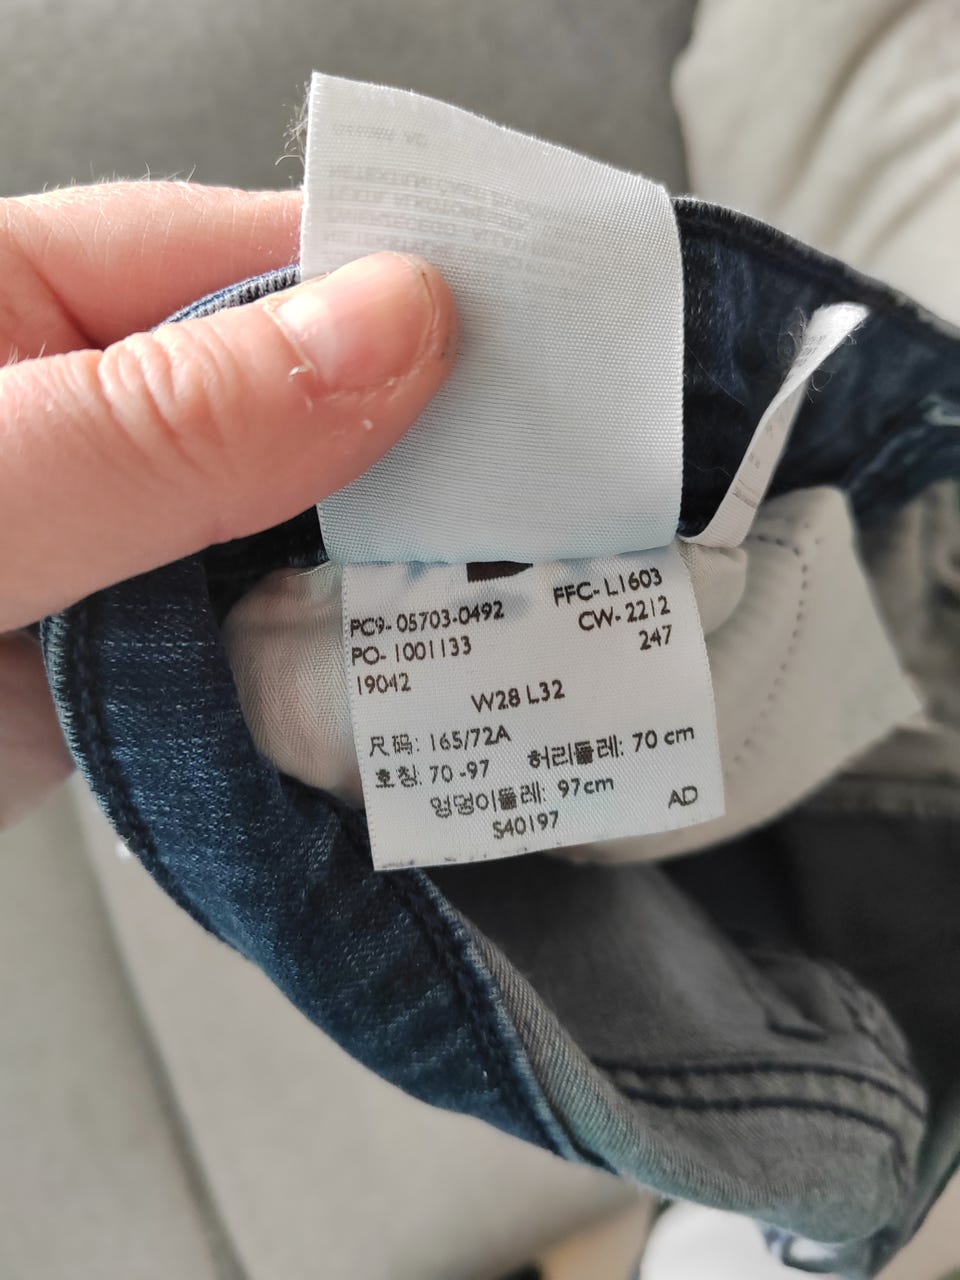 PC9- 05703-0492 FFC- L1603
PO- 1001133 CW- 2212
19042 247
W28 L32
尺码: 165/72A
호칭: 70 -97 허리둘레: 70 cm
엉덩이둘레: 97cm
S40197 AD